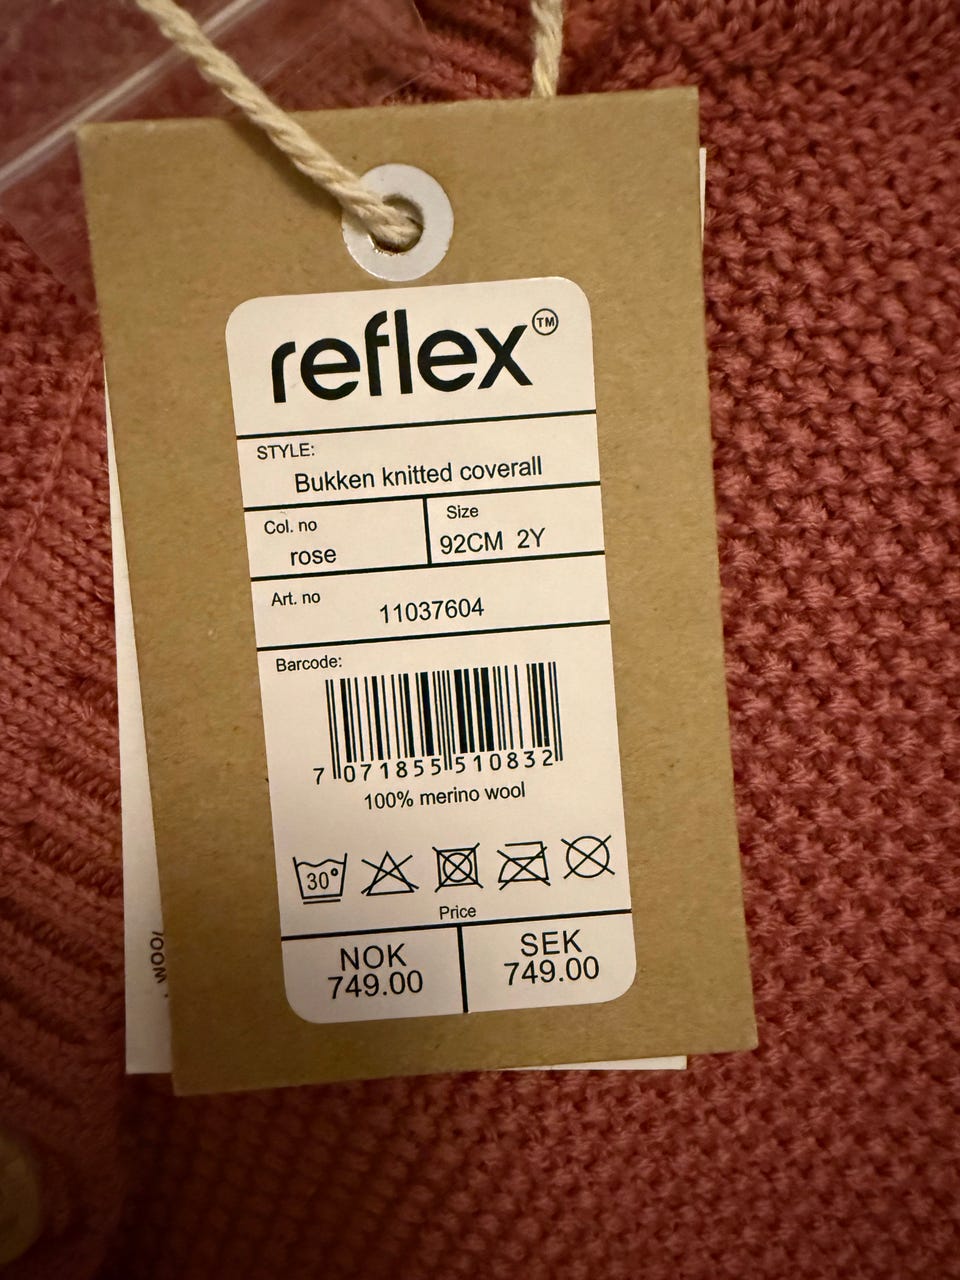 reflex™
STYLE:
Bukken knitted coverall
Col. no
rose
Size
92CM 2Y
Art. no
11037604
Barcode:
7 071855 510832
100% merino wool
30°
Price
NOK
749.00
SEK
749.00